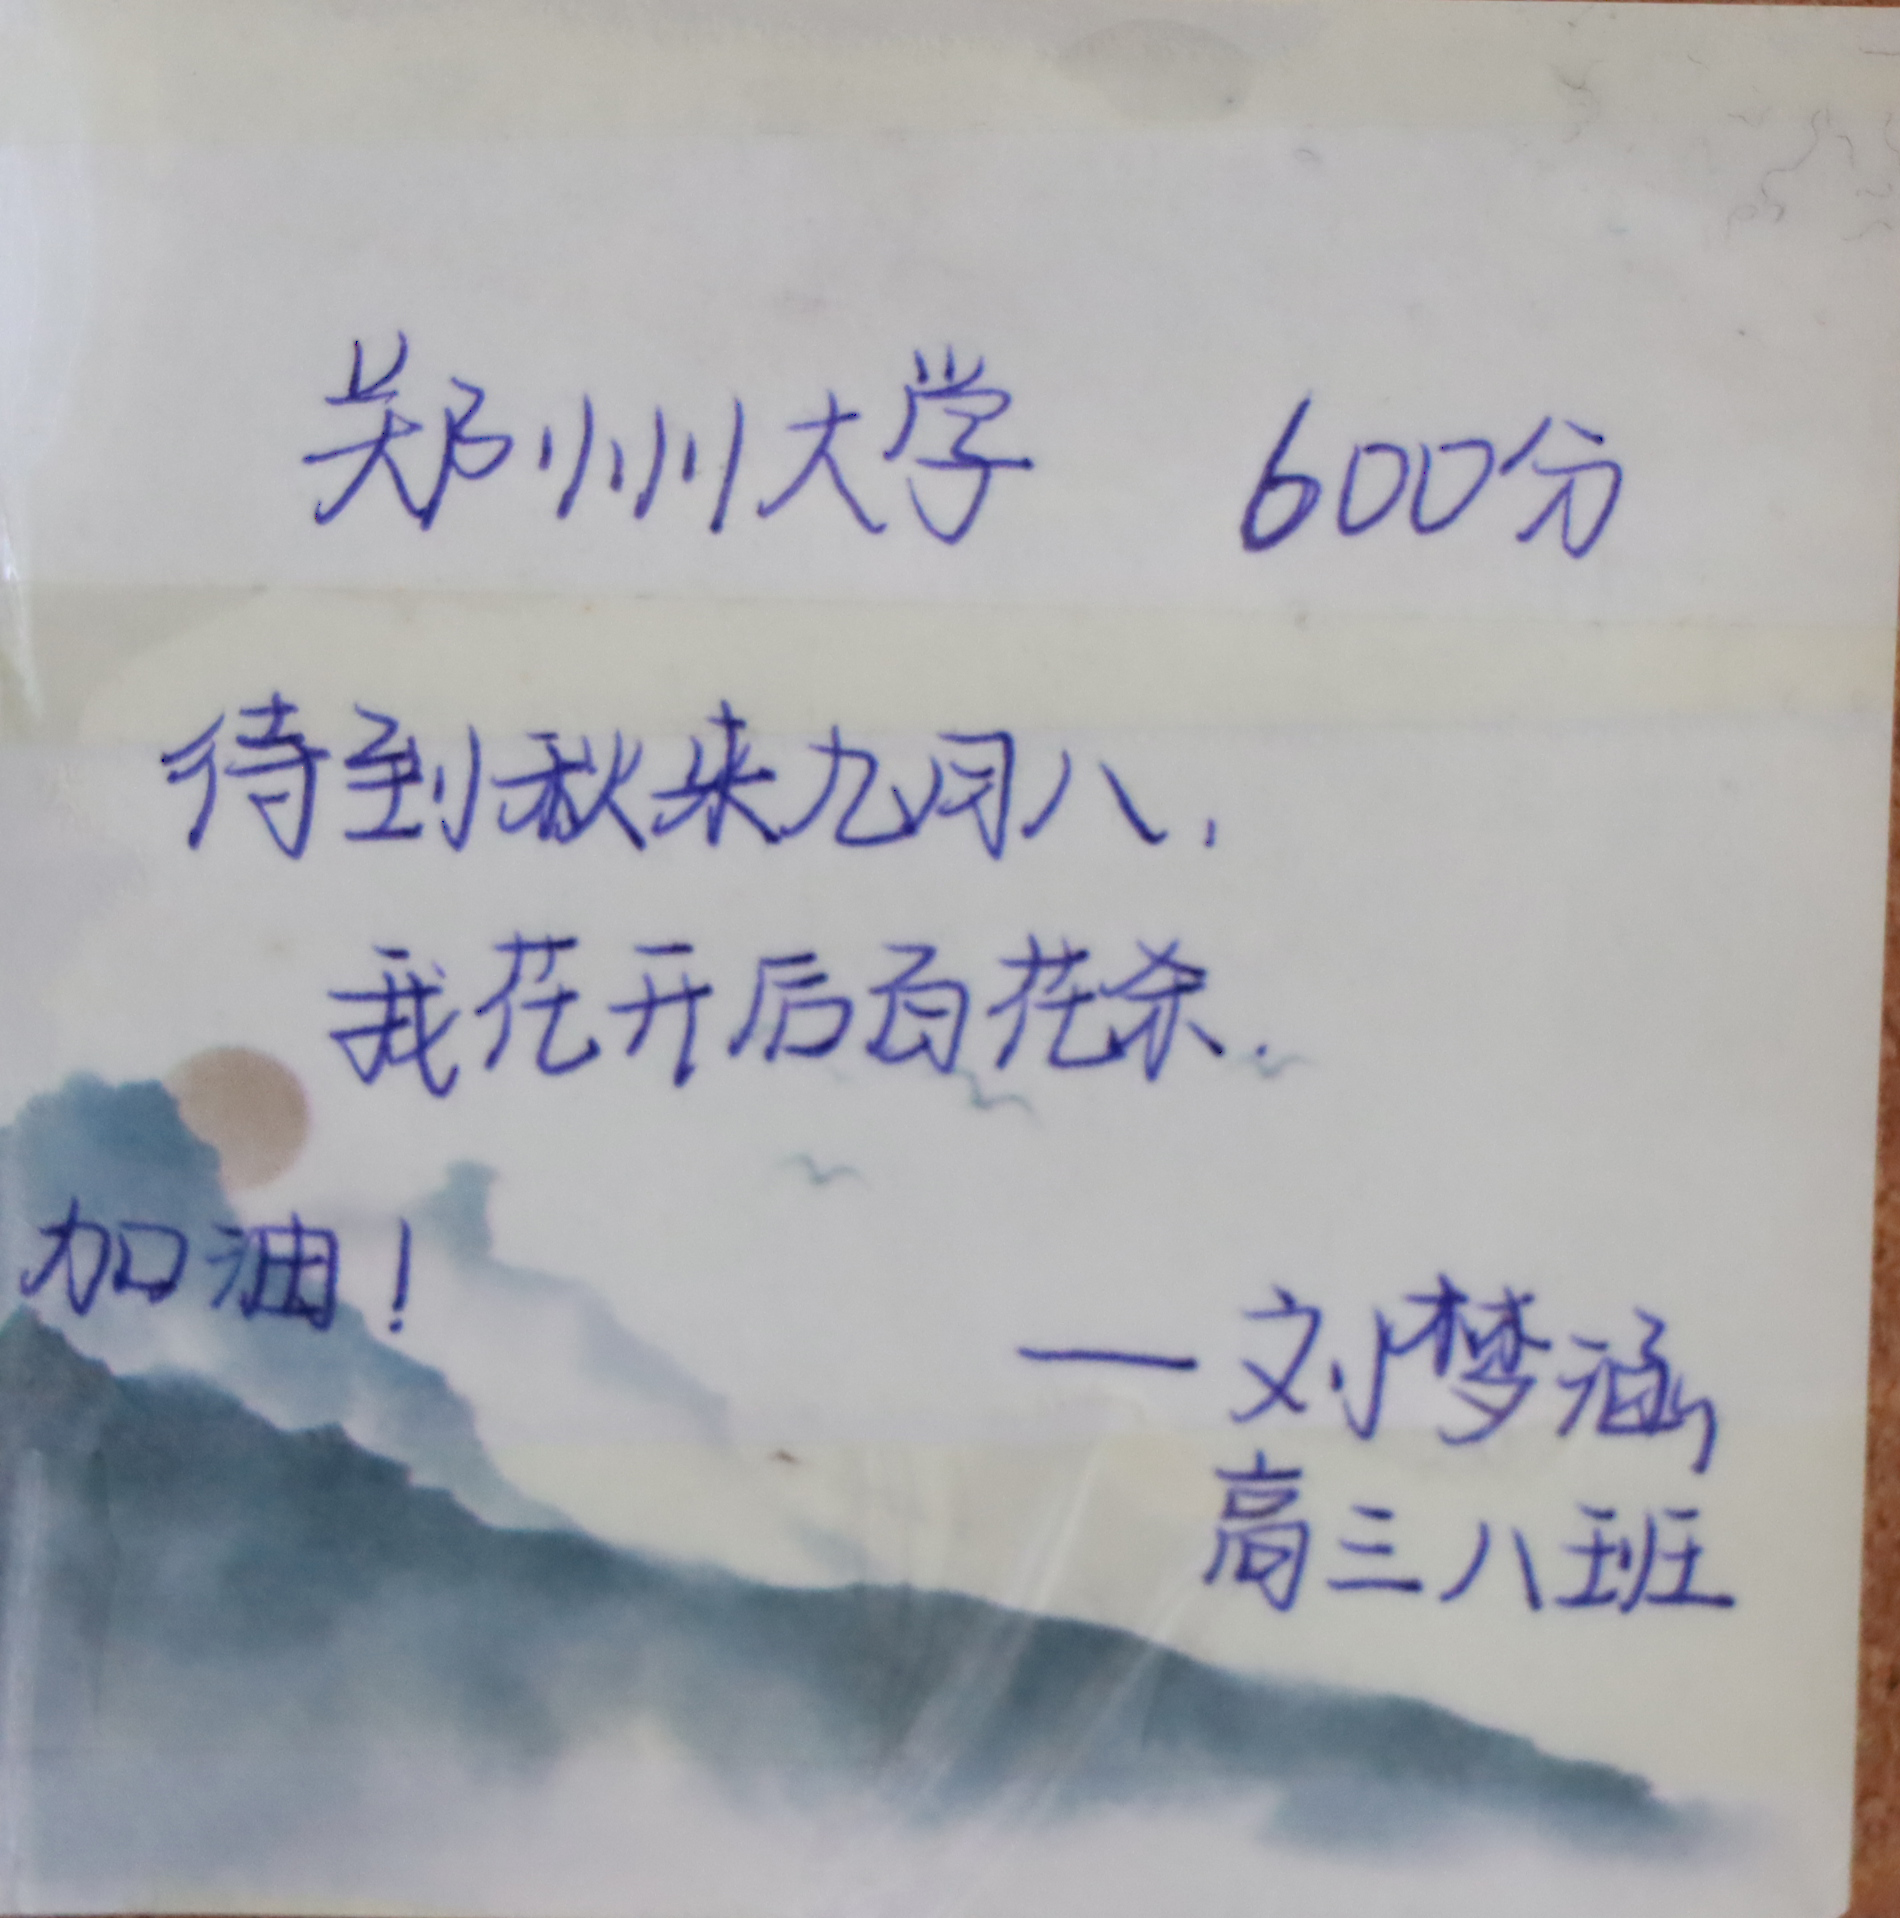 郑州大学 600分
待到秋来九月八,
我花开后百花杀.
加油!
—刘梦涵
高三八班